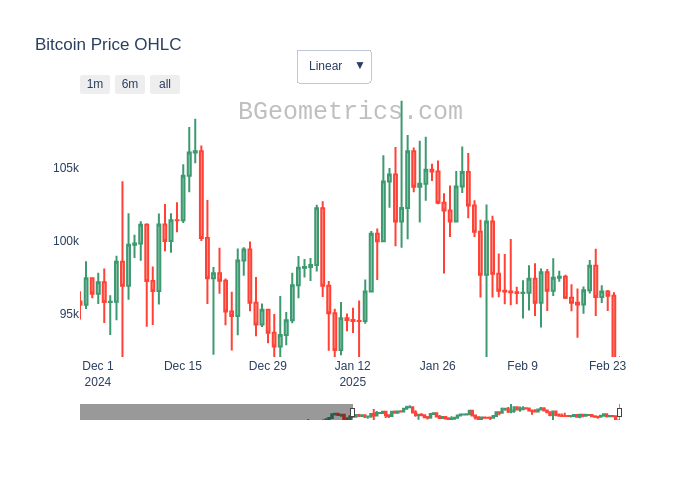 Bitcoin Price OHLC
Linear ▼
1m 6m all
BGeometrics.com
105k
100k
95k
Dec 1 Dec 15 Dec 29 Jan 12 Jan 26 Feb 9 Feb 23
2024 2025